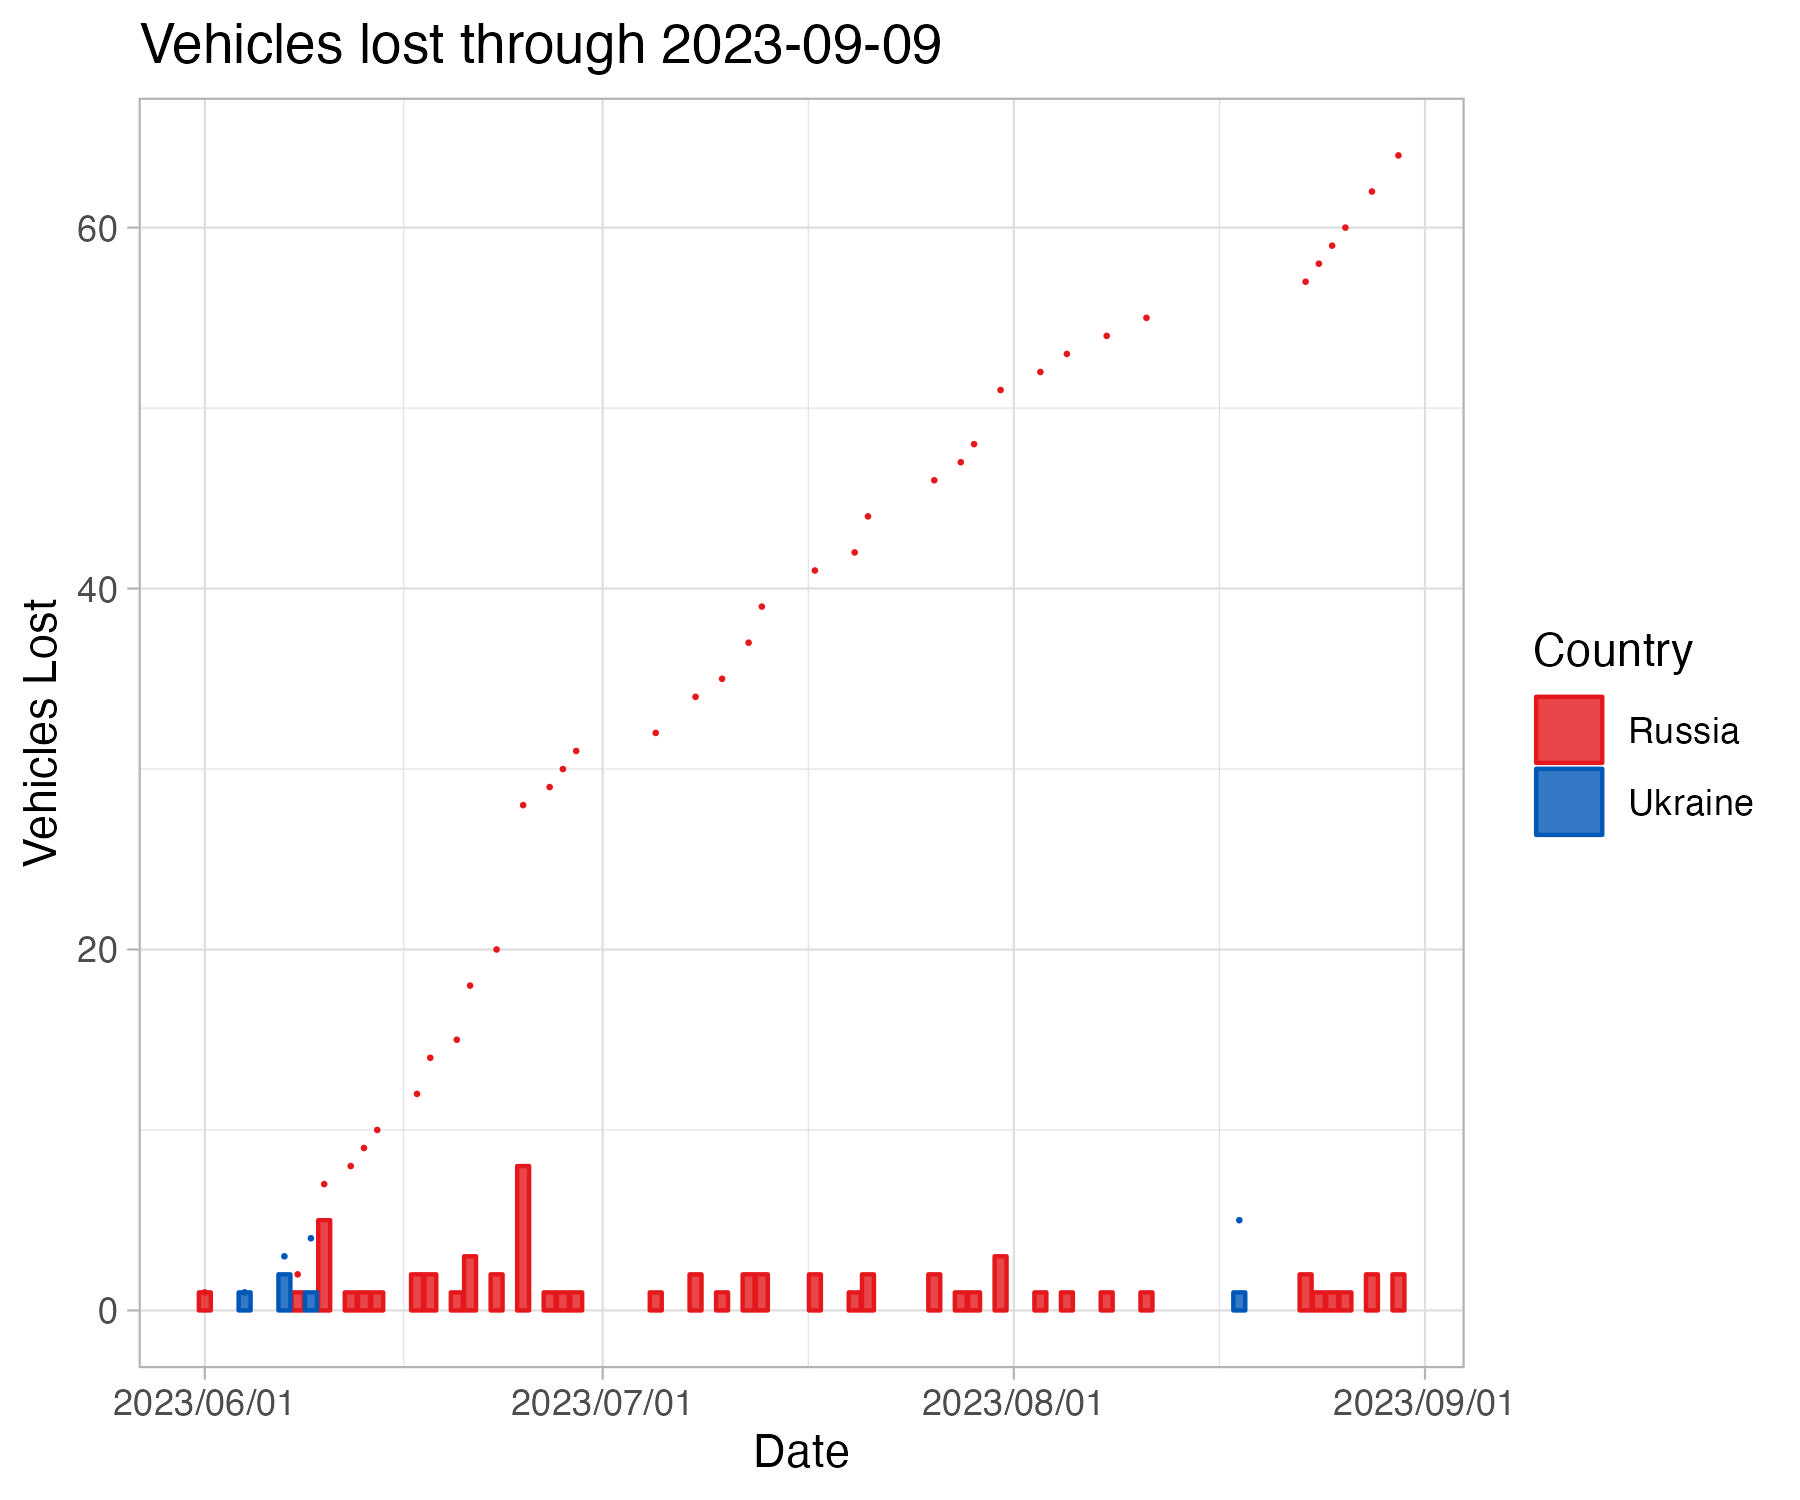 Vehicles lost through 2023-09-09
60
40
20
0
Vehicles Lost
2023/06/01 2023/07/01 2023/08/01 2023/09/01
Date
Country
Russia
Ukraine